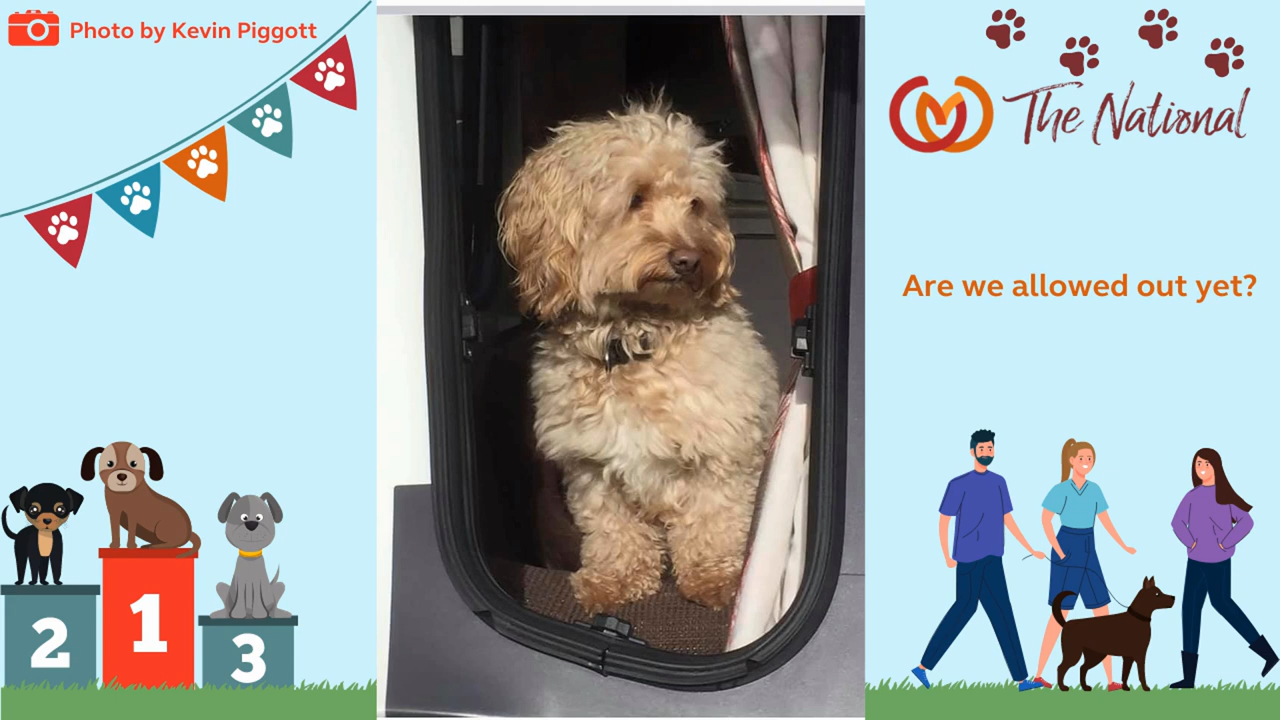 Photo by Kevin Piggott
The National
Are we allowed out yet?
2
1
3